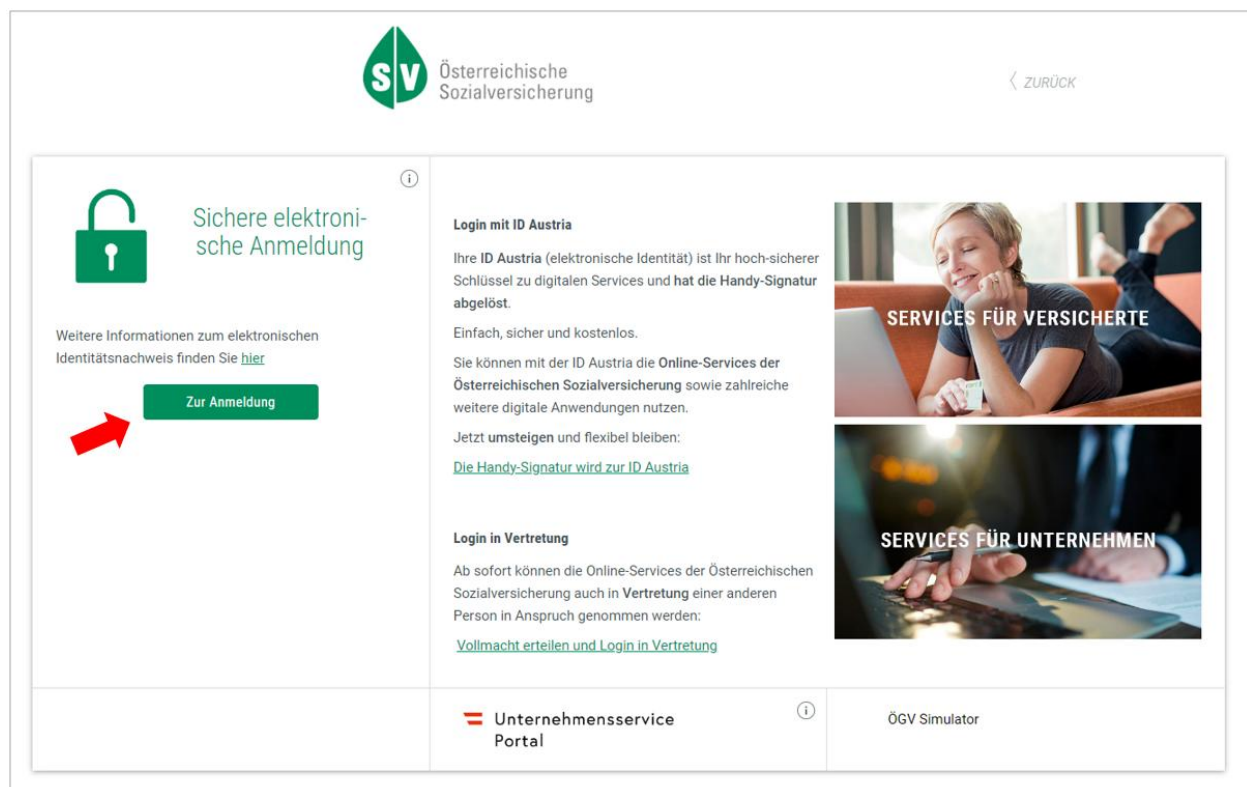 SV Österreichische
Sozialversicherung
ZURÜCK
Sichere elektroni-
sche Anmeldung
Weitere Informationen zum elektronischen
Identitätsnachweis finden Sie hier
Zur Anmeldung
Login mit ID Austria
Ihre ID Austria (elektronische Identität) ist Ihr hoch-sicherer
Schlüssel zu digitalen Services und hat die Handy-Signatur
abgelöst.
Einfach, sicher und kostenlos.
Sie können mit der ID Austria die Online-Services der
Österreichischen Sozialversicherung sowie zahlreiche
weitere digitale Anwendungen nutzen.
Jetzt umsteigen und flexibel bleiben:
Die Handy-Signatur wird zur ID Austria
Login in Vertretung
Ab sofort können die Online-Services der Österreichischen
Sozialversicherung auch in Vertretung einer anderen
Person in Anspruch genommen werden:
Vollmacht erteilen und Login in Vertretung
SERVICES FÜR VERSICHERTE
SERVICES FÜR UNTERNEHMEN
Unternehmensservice
Portal
ÖGV Simulator